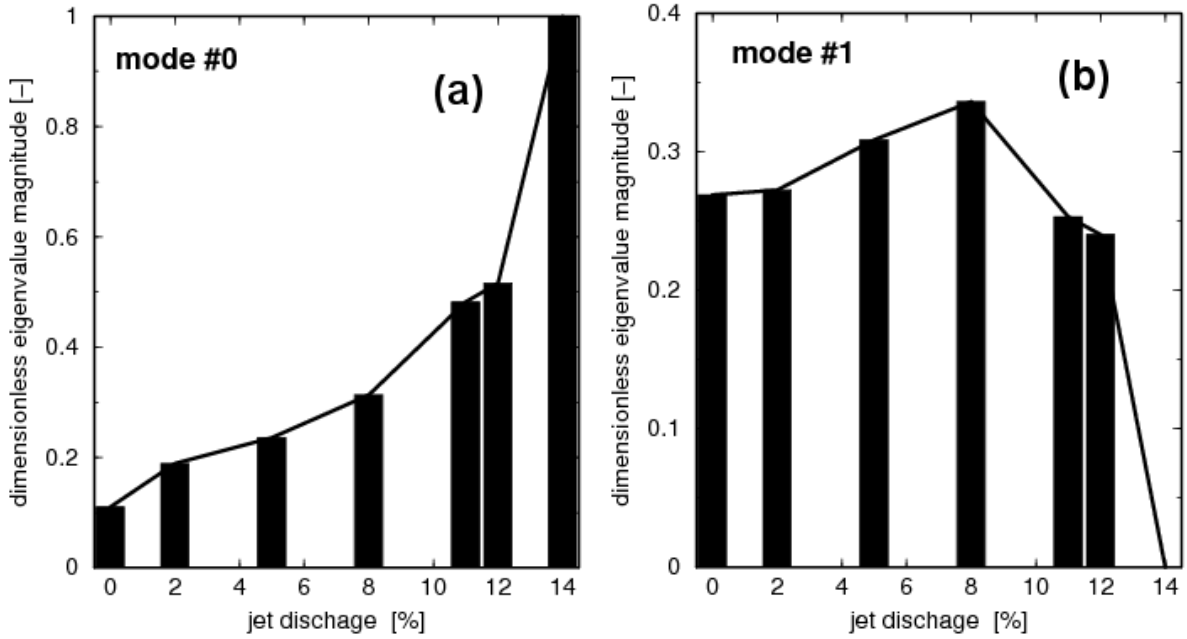 mode #0
(a)
dimensionless eigenvalue magnitude [–]
1
0.8
0.6
0.4
0.2
0
0 2 4 6 8 10 12 14
jet dischage [%]
mode #1
(b)
dimensionless eigenvalue magnitude [–]
0.4
0.3
0.2
0.1
0
0 2 4 6 8 10 12 14
jet dischage [%]